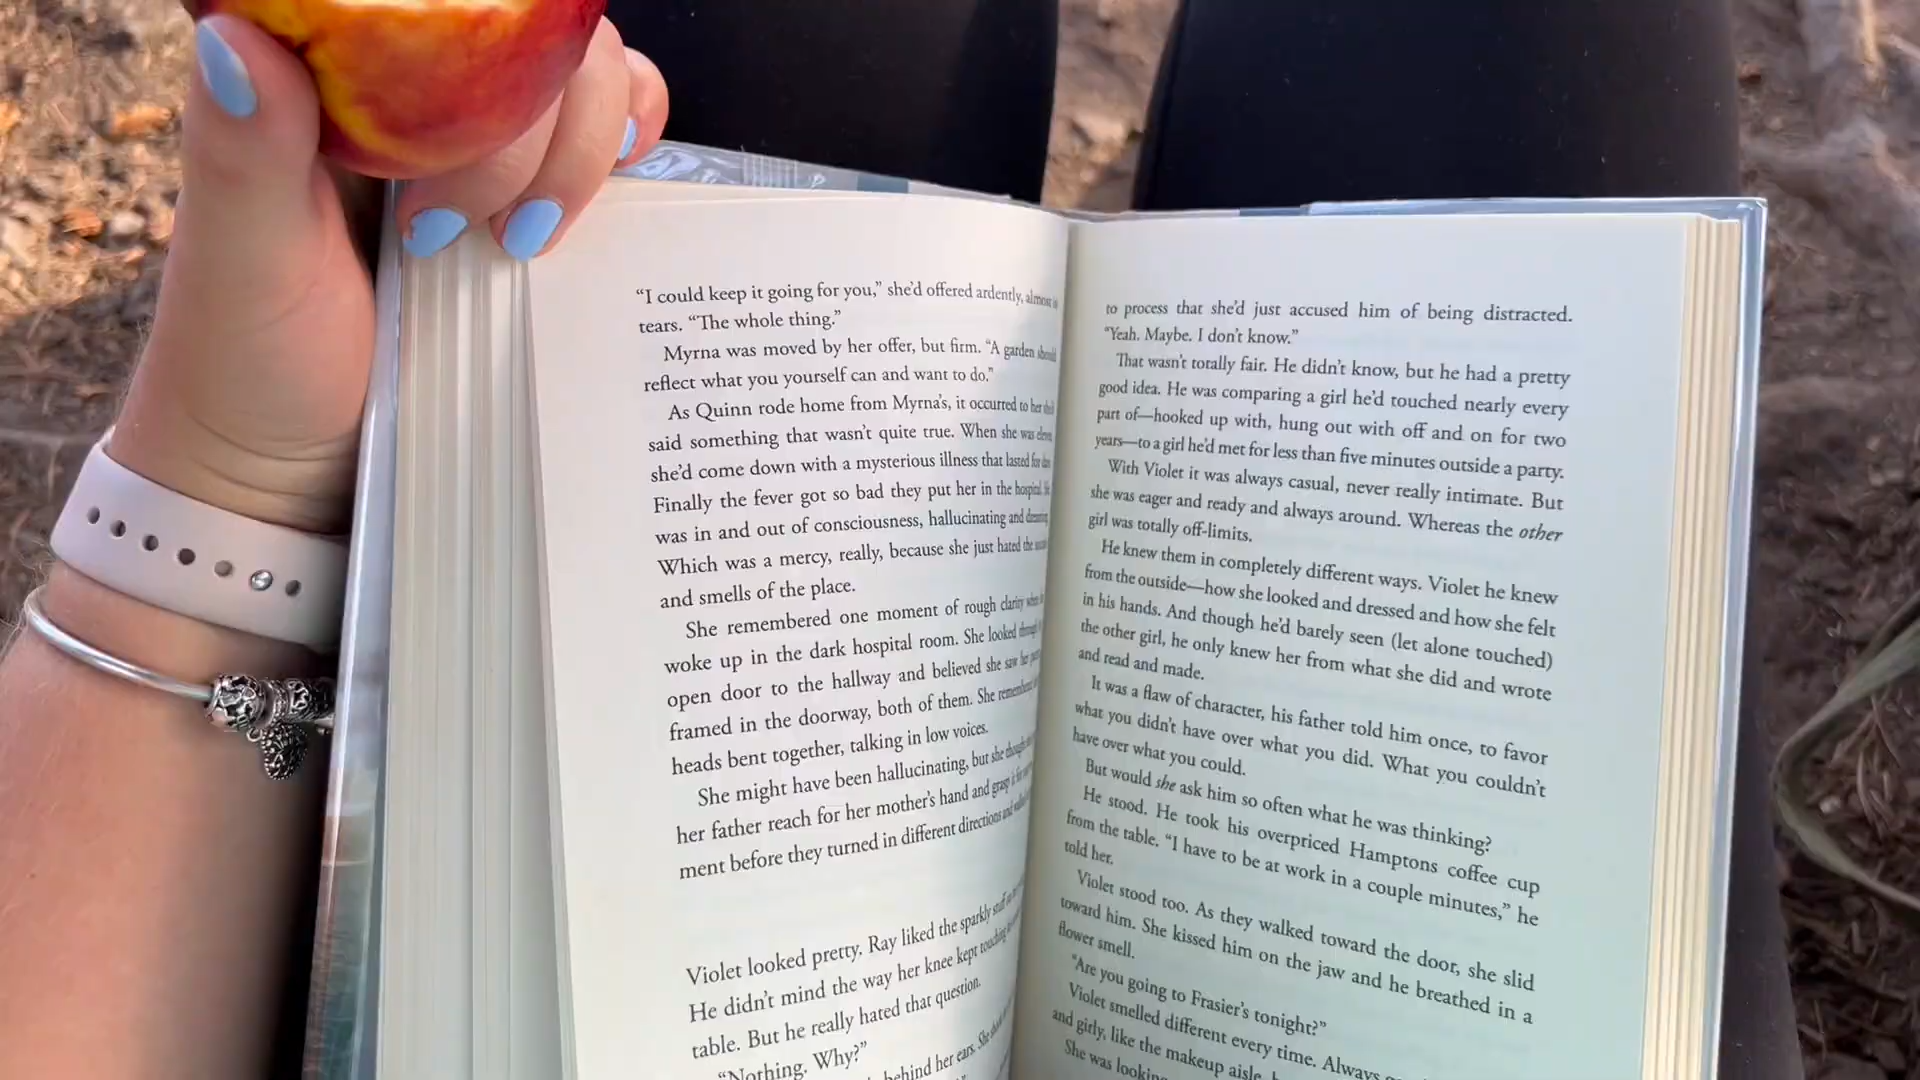 “I could keep it going for you,” she’d offered ardently, almost in
tears. “The whole thing.”
Myrna was moved by her offer, but firm. “A garden should
reflect what you yourself can and want to do.”
As Quinn rode home from Myrna’s, it occurred to her she’d
said something that wasn’t quite true. When she was eleven
she’d come down with a mysterious illness that lasted for days.
Finally the fever got so bad they put her in the hospital. She
was in and out of consciousness, hallucinating and dreaming.
Which was a mercy, really, because she just hated the
and smells of the place.
She remembered one moment of rough clarity when
woke up in the dark hospital room. She looked through
open door to the hallway and believed she saw her
framed in the doorway, both of them. She remembered
heads bent together, talking in low voices.
She might have been hallucinating, but she thought
her father reach for her mother’s hand and grasp it for
ment before they turned in different directions and walked
Violet looked pretty. Ray liked the sparkly stuff
He didn’t mind the way her knee kept touching
table. But he really hated that question.
“Nothing. Why?”
behind her ears. She
to process that she’d just accused him of being distracted.
“Yeah. Maybe. I don’t know.”
That wasn’t totally fair. He didn’t know, but he had a pretty
good idea. He was comparing a girl he’d touched nearly every
part of—hooked up with, hung out with off and on for two
years—to a girl he’d met for less than five minutes outside a party.
With Violet it was always casual, never really intimate. But
she was eager and ready and always around. Whereas the other
girl was totally off-limits.
He knew them in completely different ways. Violet he knew
from the outside—how she looked and dressed and how she felt
in his hands. And though he’d barely seen (let alone touched)
the other girl, he only knew her from what she did and wrote
and read and made.
It was a flaw of character, his father told him once, to favor
what you didn’t have over what you did. What you couldn’t
have over what you could.
But would she ask him so often what he was thinking?
He stood. He took his overpriced Hamptons coffee cup
from the table. “I have to be at work in a couple minutes,” he
told her.
Violet stood too. As they walked toward the door, she slid
toward him. She kissed him on the jaw and he breathed in a
flower smell.
“Are you going to Frasier’s tonight?”
Violet smelled different every time. Always
and girly, like the makeup aisle,
She was looking